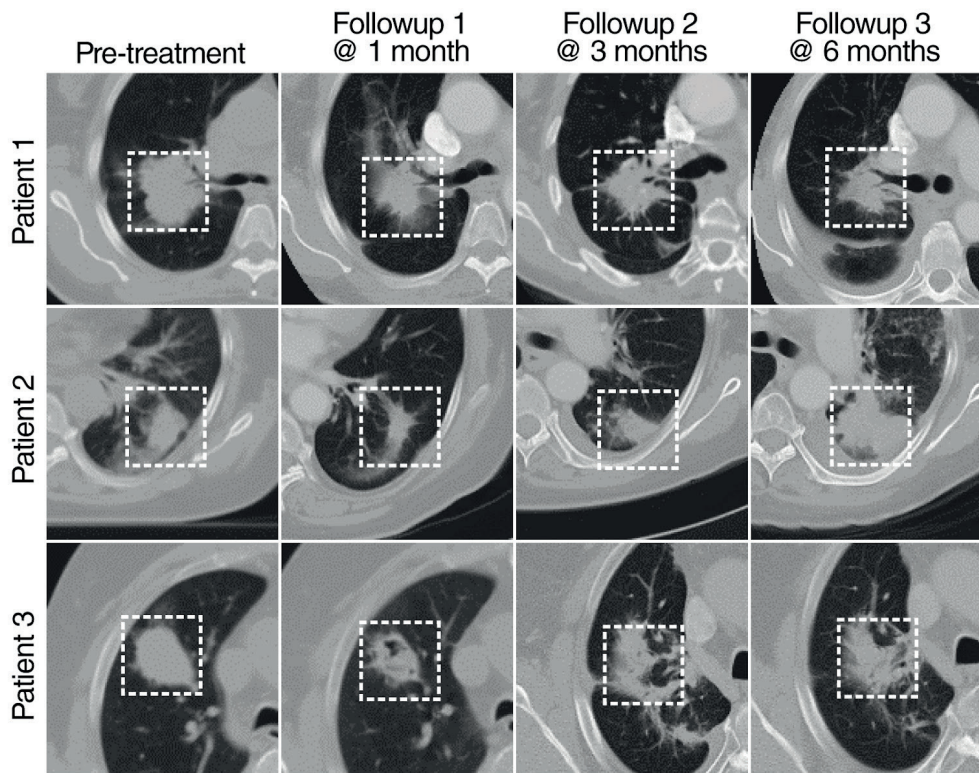 Pre-treatment
Followup 1
@ 1 month
Followup 2
@ 3 months
Followup 3
@ 6 months
Patient 1
Patient 2
Patient 3